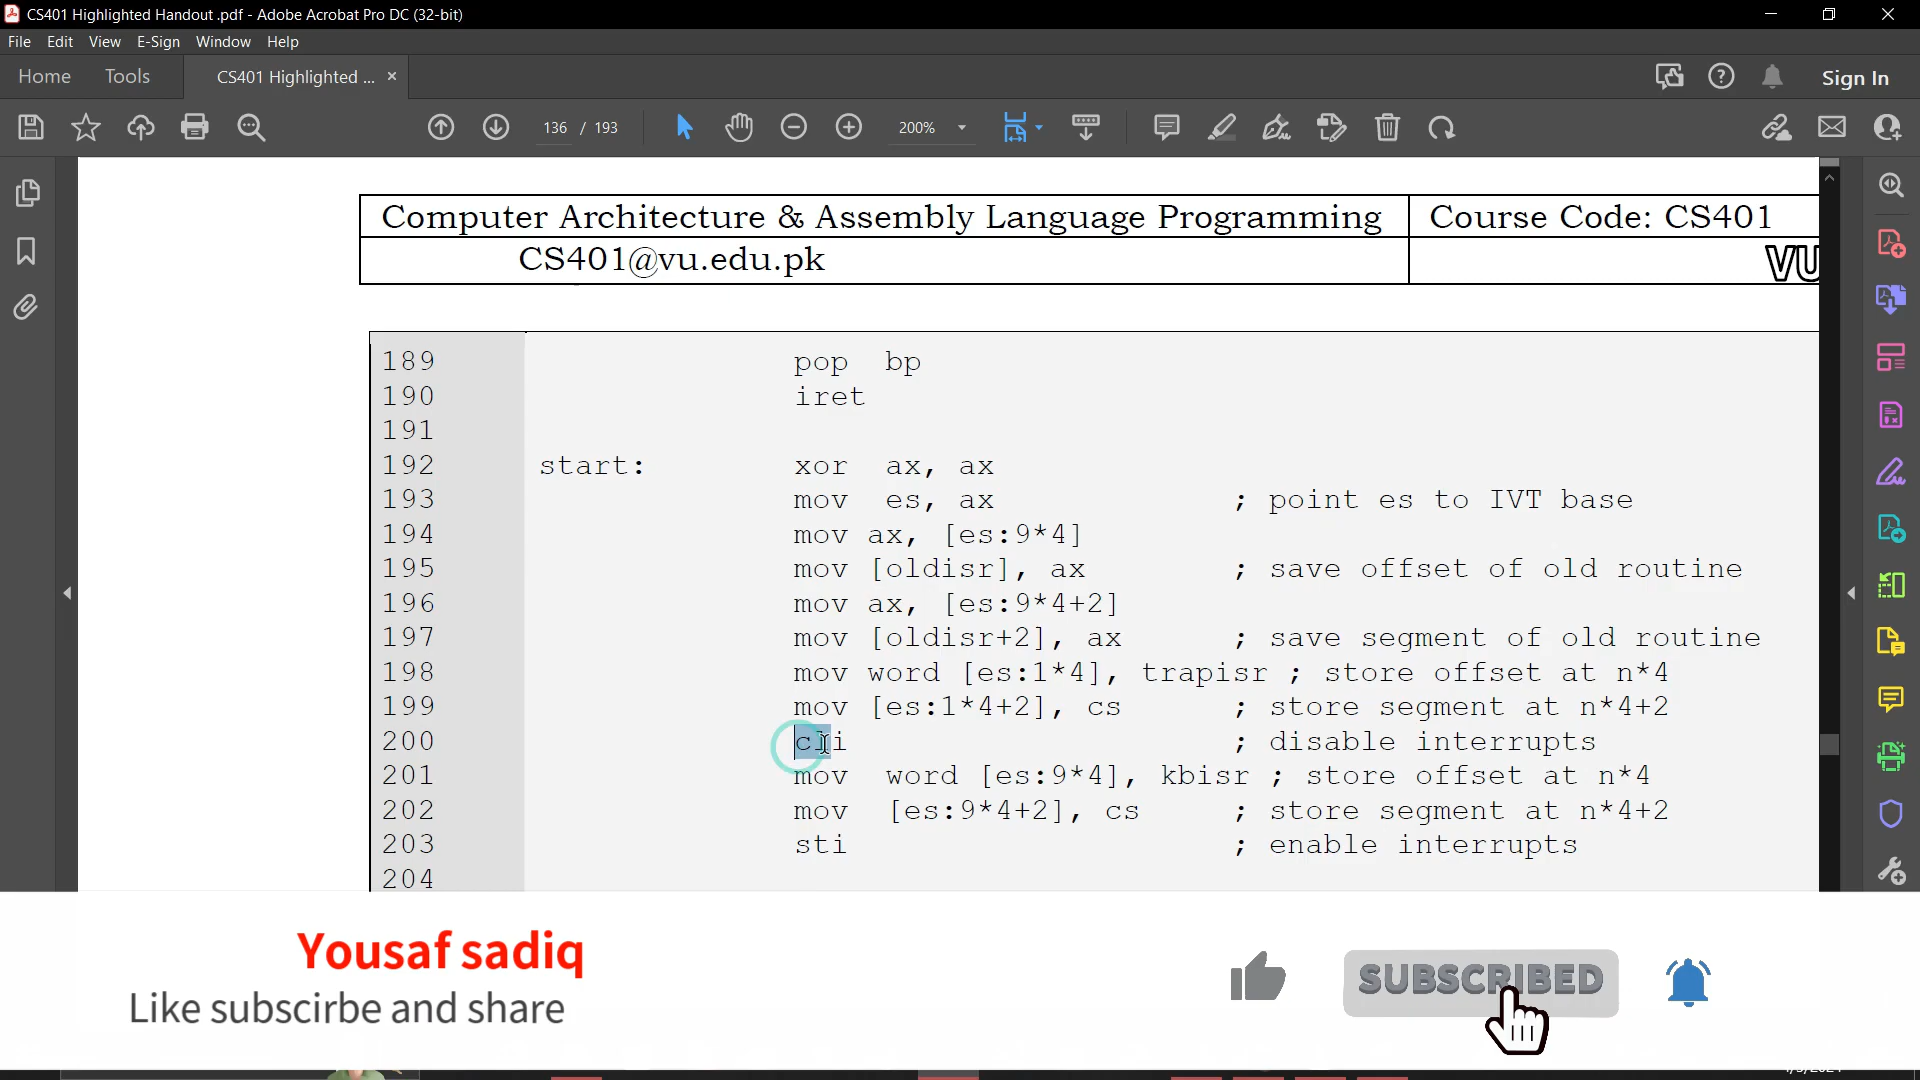 CS401 Highlighted Handout .pdf - Adobe Acrobat Pro DC (32-bit)
File Edit View E-Sign Window Help
Home Tools CS401 Highlighted ... × Sign In
136 / 193 200%
Computer Architecture & Assembly Language Programming Course Code: CS401
CS401@vu.edu.pk VU
189 pop bp
190 iret
191
192 start: xor ax, ax
193 mov es, ax ; point es to IVT base
194 mov ax, [es:9*4]
195 mov [oldisr], ax ; save offset of old routine
196 mov ax, [es:9*4+2]
197 mov [oldisr+2], ax ; save segment of old routine
198 mov word [es:1*4], trapisr ; store offset at n*4
199 mov [es:1*4+2], cs ; store segment at n*4+2
200 cli ; disable interrupts
201 mov word [es:9*4], kbisr ; store offset at n*4
202 mov [es:9*4+2], cs ; store segment at n*4+2
203 sti ; enable interrupts
204
Yousaf sadiq
Like subscirbe and share
SUBSCRIBED